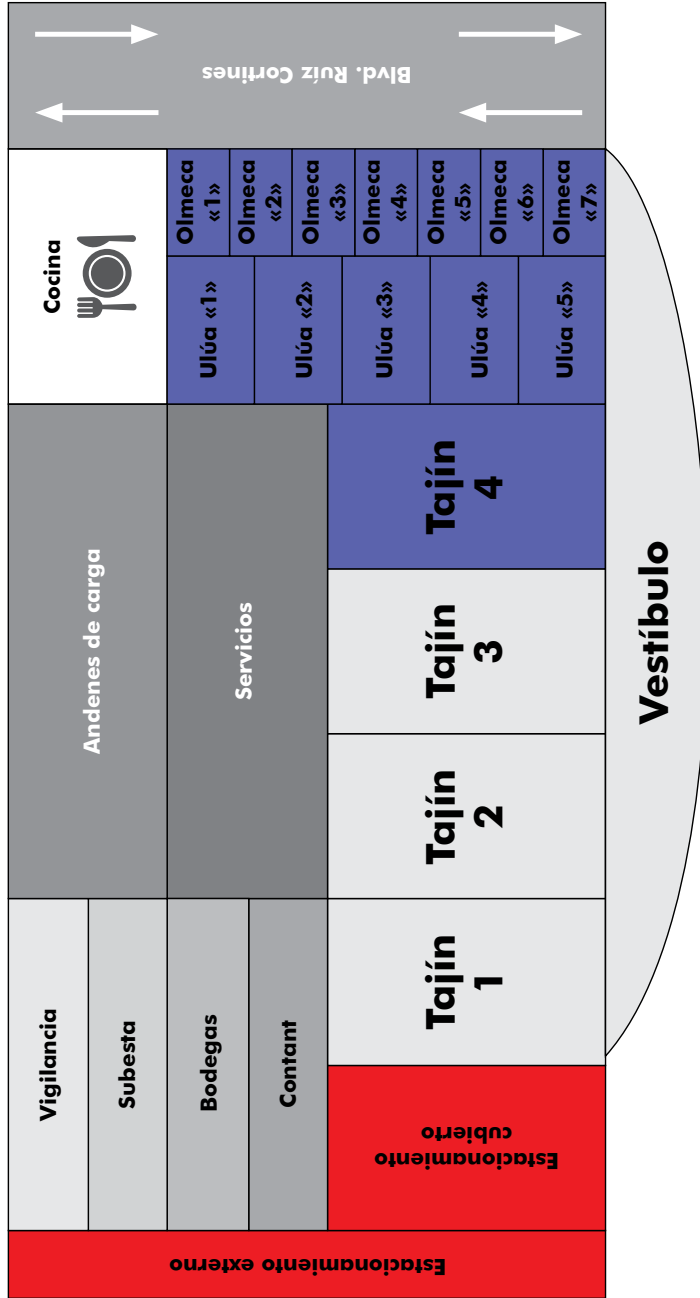 Blvd. Ruíz Cortines
Cocina
Olmeca
«1»
Olmeca
«2»
Olmeca
«3»
Olmeca
«4»
Olmeca
«5»
Olmeca
«6»
Olmeca
«7»
Ulúa «1»
Ulúa «2»
Ulúa «3»
Ulúa «4»
Ulúa «5»
Andenes de carga
Servicios
Tajín
4
Tajín
3
Tajín
2
Tajín
1
Vestíbulo
Vigilancia
Subesta
Bodegas
Contant
Estacionamiento
cubierto
Estacionamiento externo